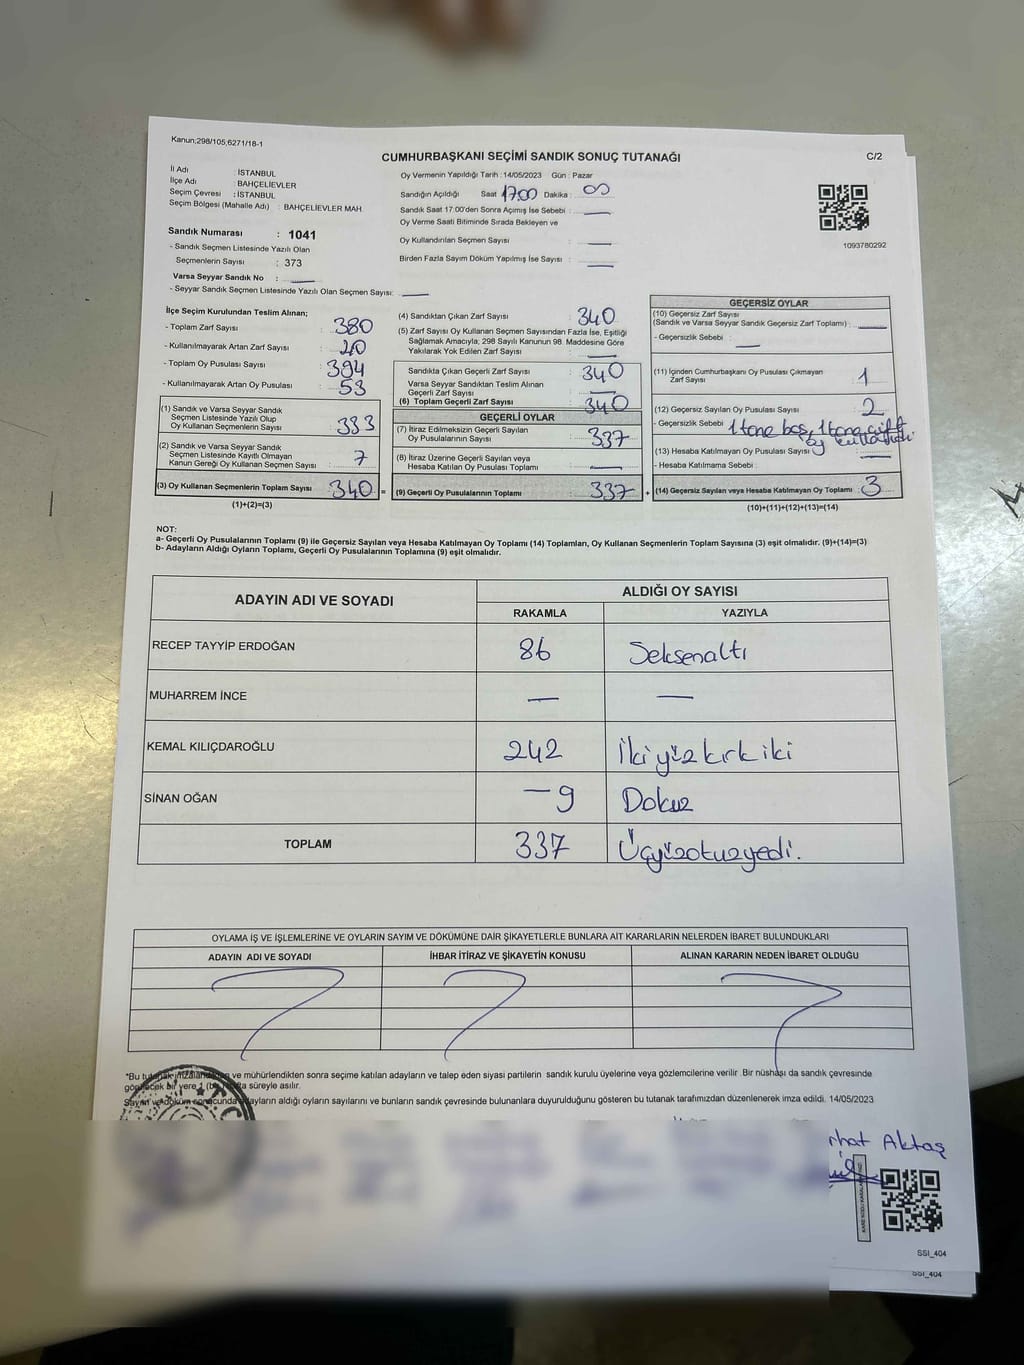 Kanun;298/105,6271/18-1
CUMHURBAŞKANI SEÇİMİ SANDIK SONUÇ TUTANAĞI
C/2
İl Adı : İSTANBUL
İlçe Adı : BAHÇELİEVLER
Seçim Çevresi : İSTANBUL
Seçim Bölgesi (Mahalle Adı) : BAHÇELİEVLER MAH
Sandık Numarası : 1041
- Sandık Seçmen Listesinde Yazılı Olan
Seçmenlerin Sayısı : 373
Varsa Seyyar Sandık No : —
- Seyyar Sandık Seçmen Listesinde Yazılı Olan Seçmen Sayısı: —
Oy Vermenin Yapıldığı Tarih :14/05/2023 Gün : Pazar
Sandığın Açıldığı Saat 17.00 Dakika : 00
Sandık Saat 17.00'den Sonra Açımış İse Sebebi : —
Oy Verme Saati Bitiminde Sırada Bekleyen ve
Oy Kullandırılan Seçmen Sayısı : —
Birden Fazla Sayım Döküm Yapılmış İse Sayısı : —
1093780292
İlçe Seçim Kurulundan Teslim Alınan;
- Toplam Zarf Sayısı : 380
- Kullanılmayarak Artan Zarf Sayısı : 40
- Toplam Oy Pusulası Sayısı : 394
- Kullanılmayarak Artan Oy Pusulası : 53
(1) Sandık ve Varsa Seyyar Sandık
Seçmen Listesinde Yazılı Olup
Oy Kullanan Seçmenlerin Sayısı : 333
(2) Sandık ve Varsa Seyyar Sandık
Seçmen Listesinde Kayıtlı Olmayan
Kanun Gereği Oy Kullanan Seçmen Sayısı : 7
(3) Oy Kullanan Seçmenlerin Toplam Sayısı : 340 =
(1)+(2)=(3)
(4) Sandıktan Çıkan Zarf Sayısı : 340
(5) Zarf Sayısı Oy Kullanan Seçmen Sayısından Fazla İse, Eşitliği
Sağlamak Amacıyla; 298 Sayılı Kanunun 98. Maddesine Göre
Yakılarak Yok Edilen Zarf Sayısı : —
Sandıkta Çıkan Geçerli Zarf Sayısı : 340
Varsa Seyyar Sandıktan Teslim Alınan
Geçerli Zarf Sayısı : —
(6) Toplam Geçerli Zarf Sayısı : 340
GEÇERLİ OYLAR
(7) İtiraz Edilmeksizin Geçerli Sayılan
Oy Pusulalarının Sayısı : 337
(8) İtiraz Üzerine Geçerli Sayılan veya
Hesaba Katılan Oy Pusulası Toplamı : —
(9) Geçerli Oy Pusulalarının Toplamı : 337 +
GEÇERSİZ OYLAR
(10) Geçersiz Zarf Sayısı
(Sandık ve Varsa Seyyar Sandık Geçersiz Zarf Toplamı) : —
- Geçersizlik Sebebi : —
(11) İçinden Cumhurbaşkanı Oy Pusulası Çıkmayan
Zarf Sayısı : 1
(12) Geçersiz Sayılan Oy Pusulası Sayısı : 2
- Geçersizlik Sebebi : 1 tane boş, 1 tane çift
oy kullanıldı
(13) Hesaba Katılmayan Oy Pusulası Sayısı : —
- Hesaba Katılmama Sebebi :
(14) Geçersiz Sayılan veya Hesaba Katılmayan Oy Toplamı : 3
(10)+(11)+(12)+(13)=(14)
NOT:
a- Geçerli Oy Pusulalarının Toplamı (9) ile Geçersiz Sayılan veya Hesaba Katılmayan Oy Toplamı (14) Toplamları, Oy Kullanan Seçmenlerin Toplam Sayısına (3) eşit olmalıdır. (9)+(14)=(3)
b- Adayların Aldığı Oyların Toplamı, Geçerli Oy Pusulalarının Toplamına (9) eşit olmalıdır.
ADAYIN ADI VE SOYADI
ALDIĞI OY SAYISI
RAKAMLA YAZIYLA
RECEP TAYYİP ERDOĞAN 86 Seksenaltı
MUHARREM İNCE — —
KEMAL KILIÇDAROĞLU 242 İkiyüzkırkiki
SİNAN OĞAN — 9 Dokuz
TOPLAM 337 Üçyüzotuzyedi.
OYLAMA İŞ VE İŞLEMLERİNE VE OYLARIN SAYIM VE DÖKÜMÜNE DAİR ŞİKAYETLERLE BUNLARA AİT KARARLARIN NELERDEN İBARET BULUNDUKLARI
ADAYIN ADI VE SOYADI İHBAR İTİRAZ VE ŞİKAYETİN KONUSU ALINAN KARARIN NEDEN İBARET OLDUĞU
*Bu tutanak imzalandıktan ve mühürlendikten sonra seçime katılan adayların ve talep eden siyasi partilerin sandık kurulu üyelerine veya gözlemcilerine verilir .Bir nüshası da sandık çevresinde
görülecek bir yere 1 (bir) hafta süreyle asılır.
Sayım ve döküm sonucunda adayların aldığı oyların sayılarını ve bunların sandık çevresinde bulunanlara duyurulduğunu gösteren bu tutanak tarafımızdan düzenlenerek imza edildi. 14/05/2023
T.C.
rhat Aktaş
SSI_404
SSI_404